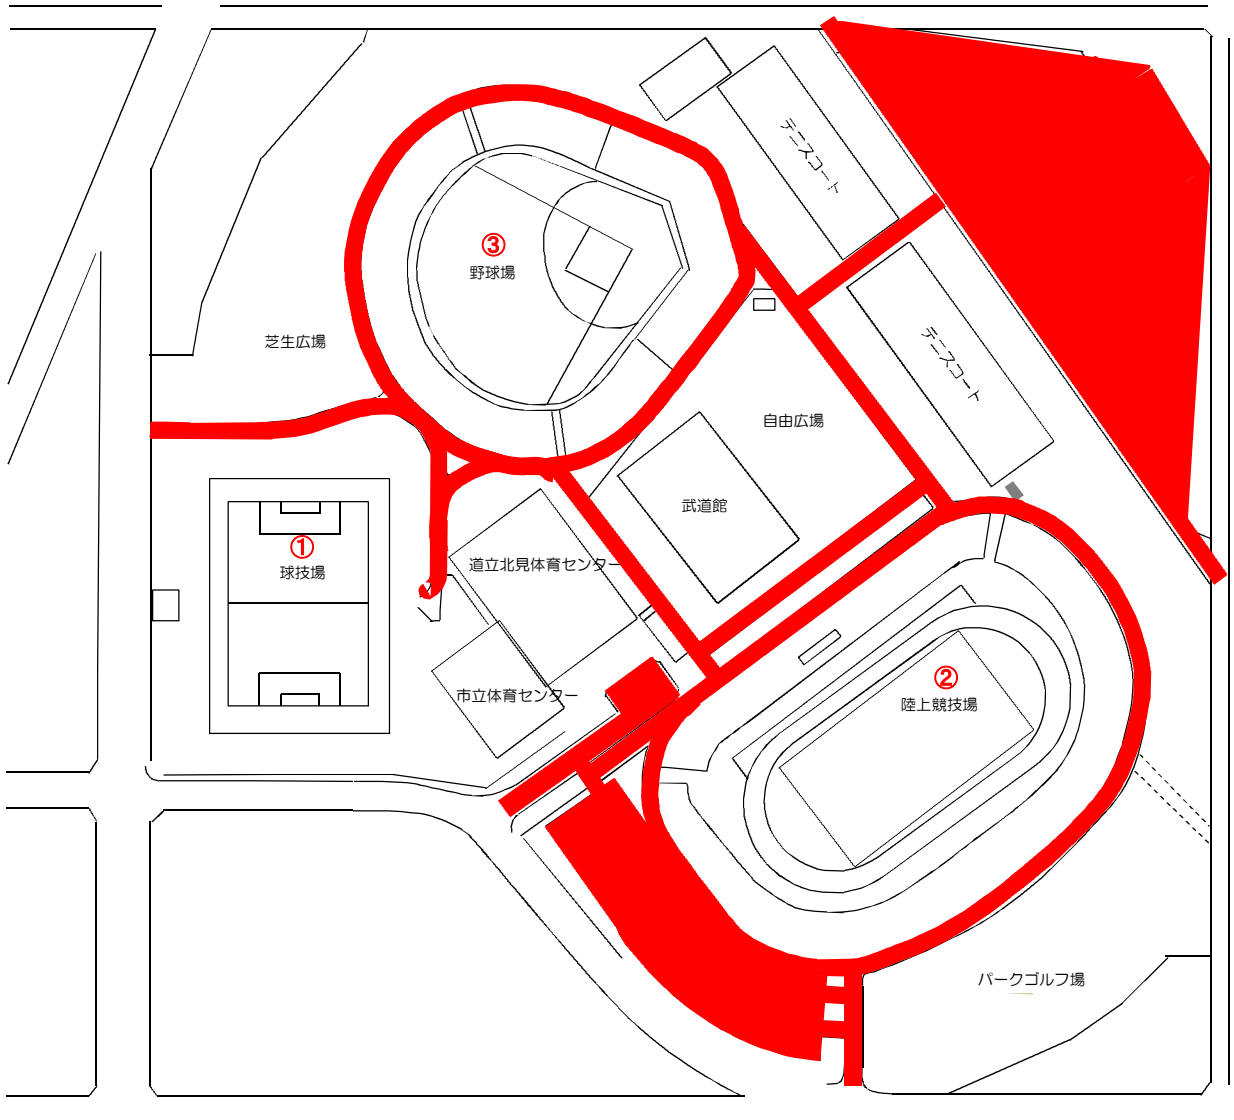 テニスコート
③
野球場
芝生広場
テニスコート
自由広場
武道館
①
球技場
道立北見体育センター
市立体育センター
②
陸上競技場
パークゴルフ場